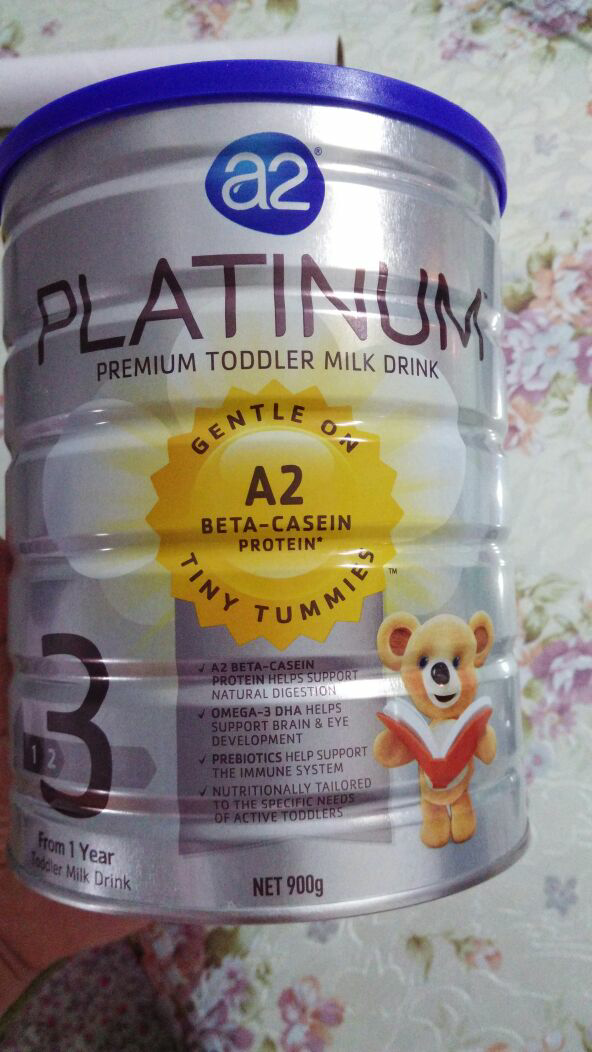 a2®
PLATINUM™
PREMIUM TODDLER MILK DRINK
GENTLE ON
A2
BETA-CASEIN
PROTEIN*
TINY TUMMIES™
✓ A2 BETA-CASEIN
PROTEIN HELPS SUPPORT
NATURAL DIGESTION
✓ OMEGA-3 DHA HELPS
SUPPORT BRAIN & EYE
DEVELOPMENT
✓ PREBIOTICS HELP SUPPORT
THE IMMUNE SYSTEM
✓ NUTRITIONALLY TAILORED
TO THE SPECIFIC NEEDS
OF ACTIVE TODDLERS
1 2 3
From 1 Year
Toddler Milk Drink
NET 900g